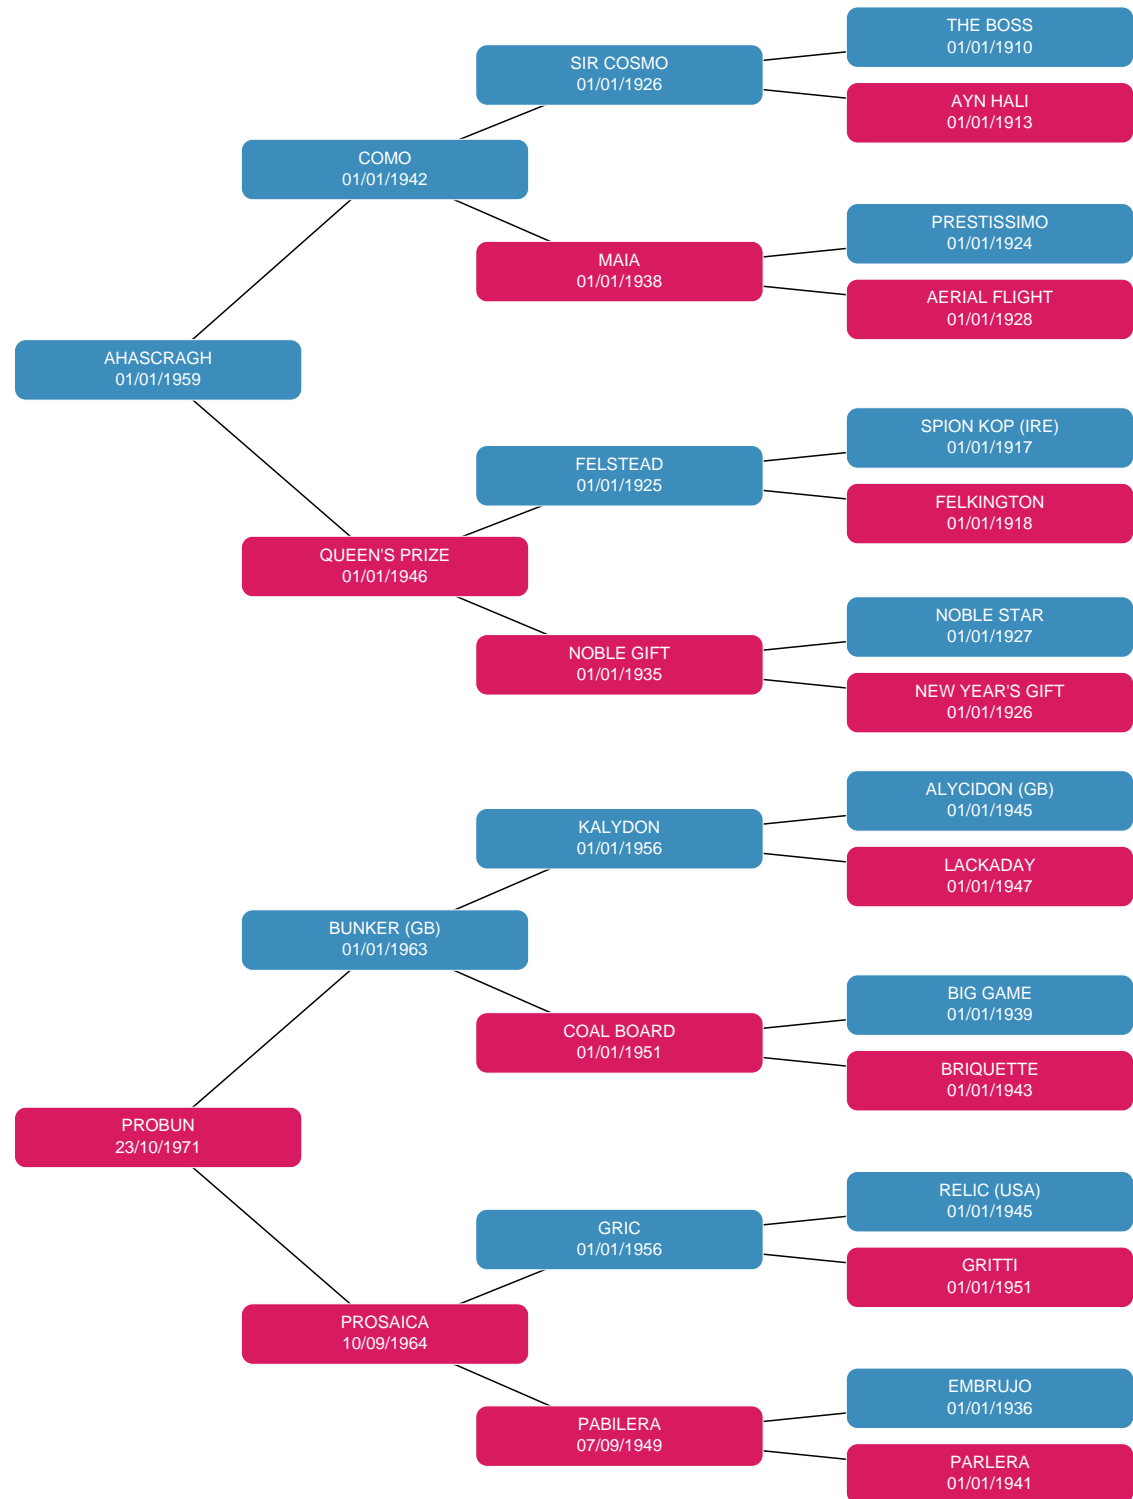 THE BOSS
01/01/1910
SIR COSMO
01/01/1926
AYN HALI
01/01/1913
COMO
01/01/1942
PRESTISSIMO
01/01/1924
MAIA
01/01/1938
AERIAL FLIGHT
01/01/1928
AHASCRAGH
01/01/1959
SPION KOP (IRE)
01/01/1917
FELSTEAD
01/01/1925
FELKINGTON
01/01/1918
QUEEN'S PRIZE
01/01/1946
NOBLE STAR
01/01/1927
NOBLE GIFT
01/01/1935
NEW YEAR'S GIFT
01/01/1926
ALYCIDON (GB)
01/01/1945
KALYDON
01/01/1956
LACKADAY
01/01/1947
BUNKER (GB)
01/01/1963
BIG GAME
01/01/1939
COAL BOARD
01/01/1951
BRIQUETTE
01/01/1943
PROBUN
23/10/1971
RELIC (USA)
01/01/1945
GRIC
01/01/1956
GRITTI
01/01/1951
PROSAICA
10/09/1964
EMBRUJO
01/01/1936
PABILERA
07/09/1949
PARLERA
01/01/1941